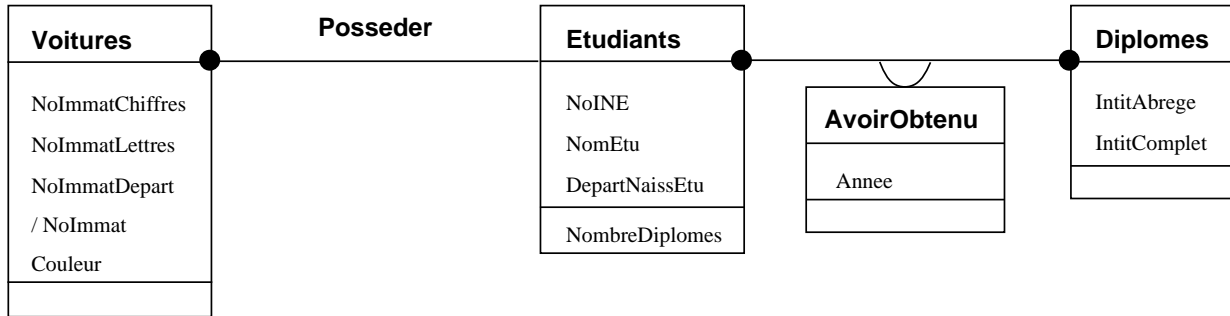 Voitures
NoImmatChiffres
NoImmatLettres
NoImmatDepart
/ NoImmat
Couleur
Posseder
Etudiants
NoINE
NomEtu
DepartNaissEtu
NombreDiplomes
AvoirObtenu
Annee
Diplomes
IntitAbrege
IntitComplet